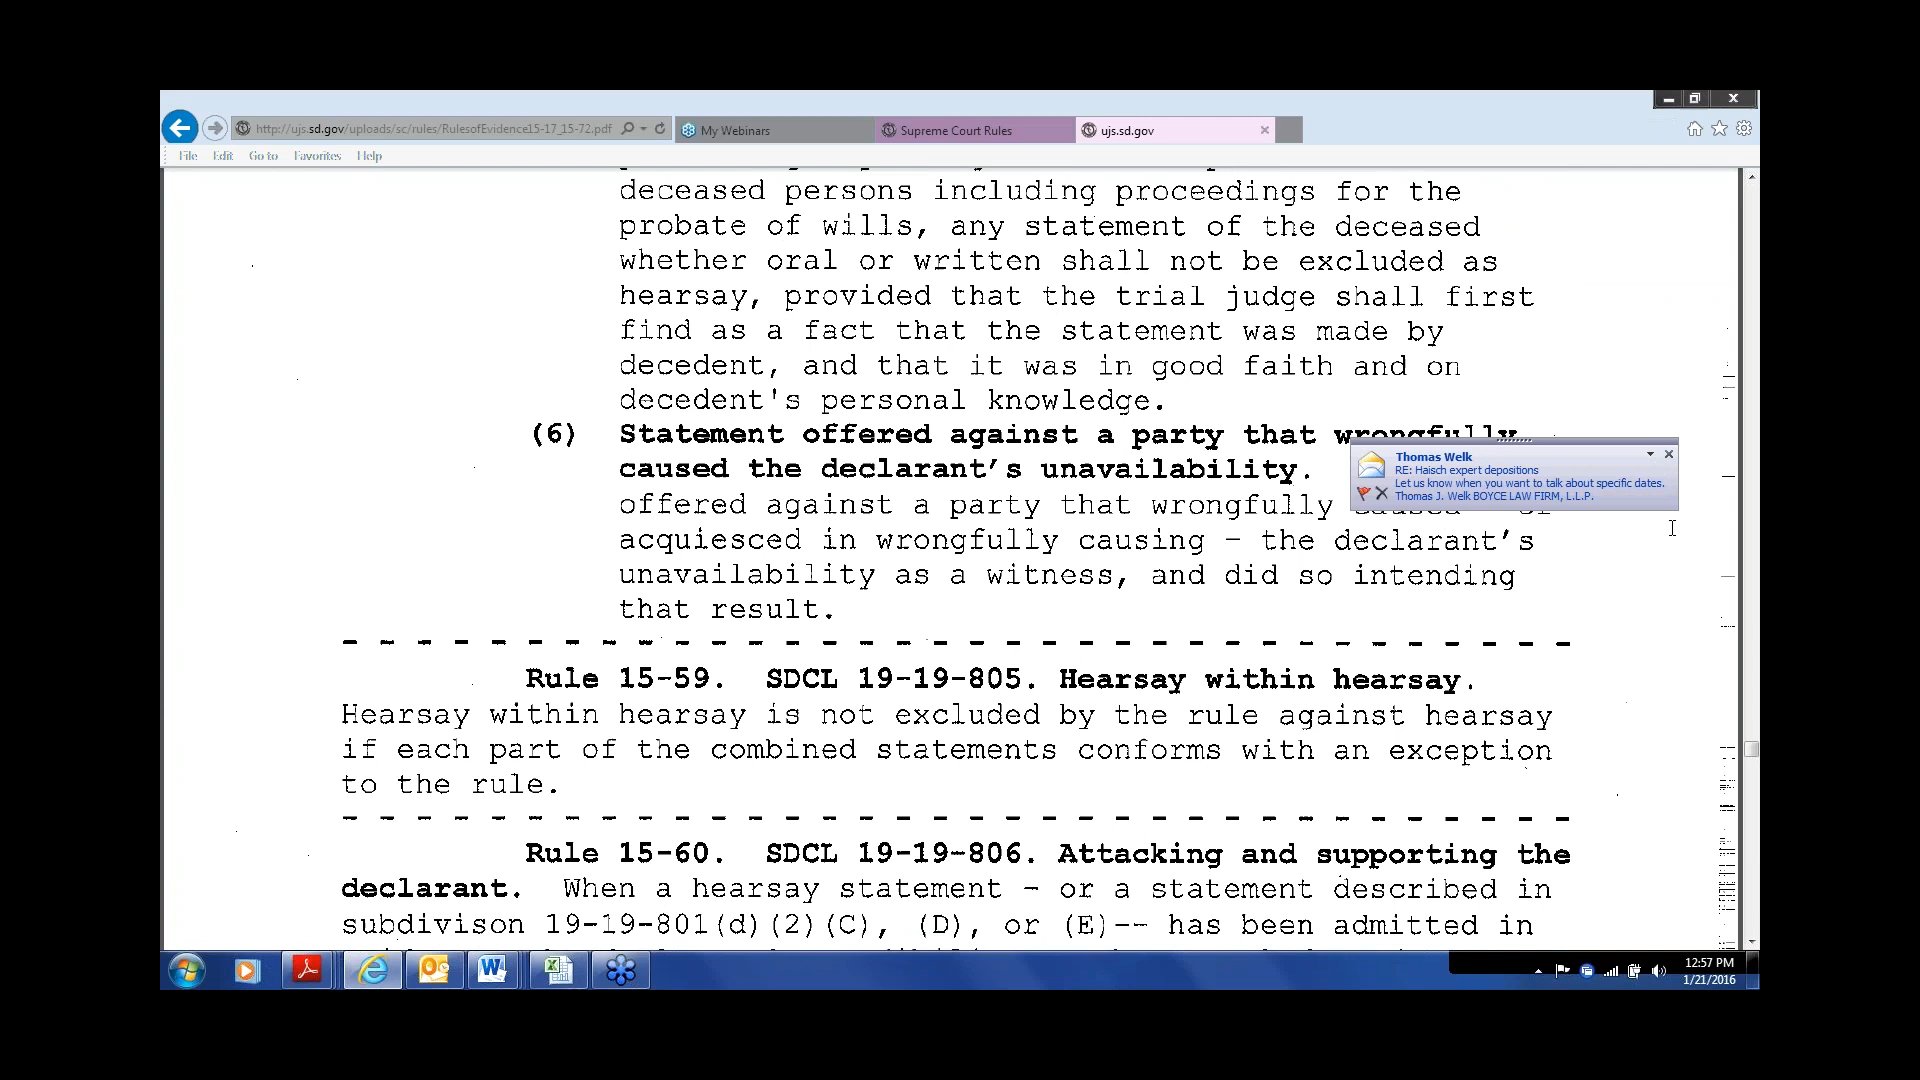 http://ujs.sd.gov/uploads/sc/rules/RulesofEvidence15-17_15-72.pdf
My Webinars
Supreme Court Rules
ujs.sd.gov
File Edit Go to Favorites Help
deceased persons including proceedings for the
probate of wills, any statement of the deceased
whether oral or written shall not be excluded as
hearsay, provided that the trial judge shall first
find as a fact that the statement was made by
decedent, and that it was in good faith and on
decedent's personal knowledge.
(6) Statement offered against a party that wrongfully
caused the declarant's unavailability.
offered against a party that wrongfully
acquiesced in wrongfully causing – the declarant's
unavailability as a witness, and did so intending
that result.
Thomas Welk
RE: Haisch expert depositions
Let us know when you want to talk about specific dates.
Thomas J. Welk BOYCE LAW FIRM, L.L.P.
Rule 15-59. SDCL 19-19-805. Hearsay within hearsay.
Hearsay within hearsay is not excluded by the rule against hearsay
if each part of the combined statements conforms with an exception
to the rule.
Rule 15-60. SDCL 19-19-806. Attacking and supporting the
declarant. When a hearsay statement – or a statement described in
subdivison 19-19-801(d)(2)(C), (D), or (E)-- has been admitted in
12:57 PM
1/21/2016